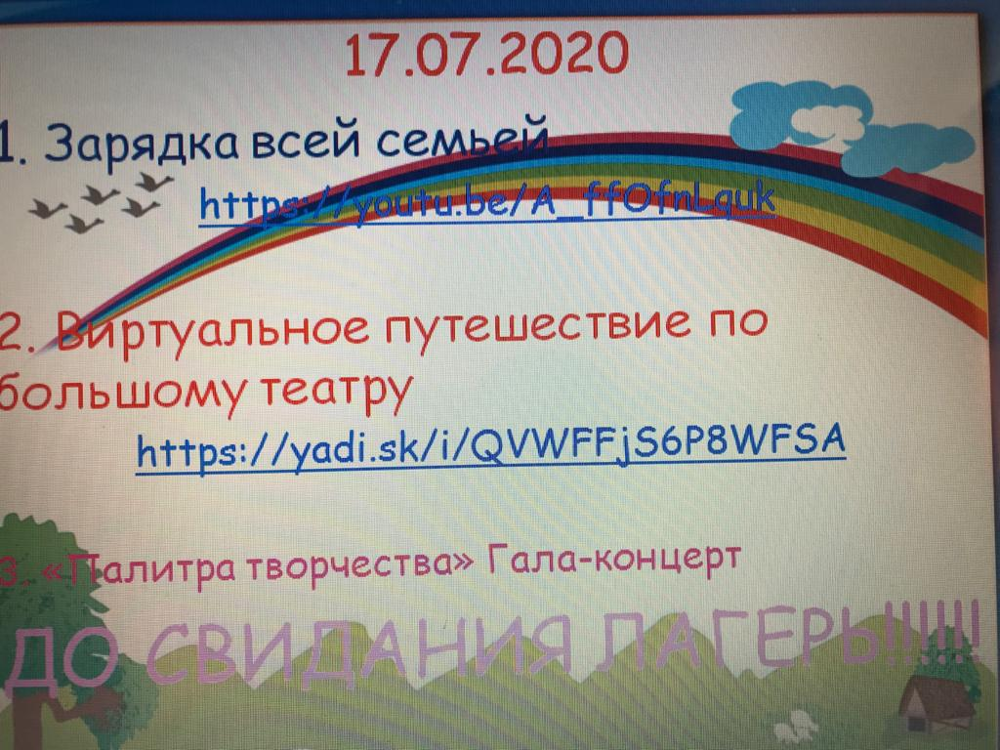 17.07.2020
1. Зарядка всей семьей
https://youtu.be/A_ffOfnLquk
2. Виртуальное путешествие по
большому театру
https://yadi.sk/i/QVWFFjS6P8WFSA
3. «Палитра творчества» Гала-концерт
ДО СВИДАНИЯ ЛАГЕРЬ!!!!!!